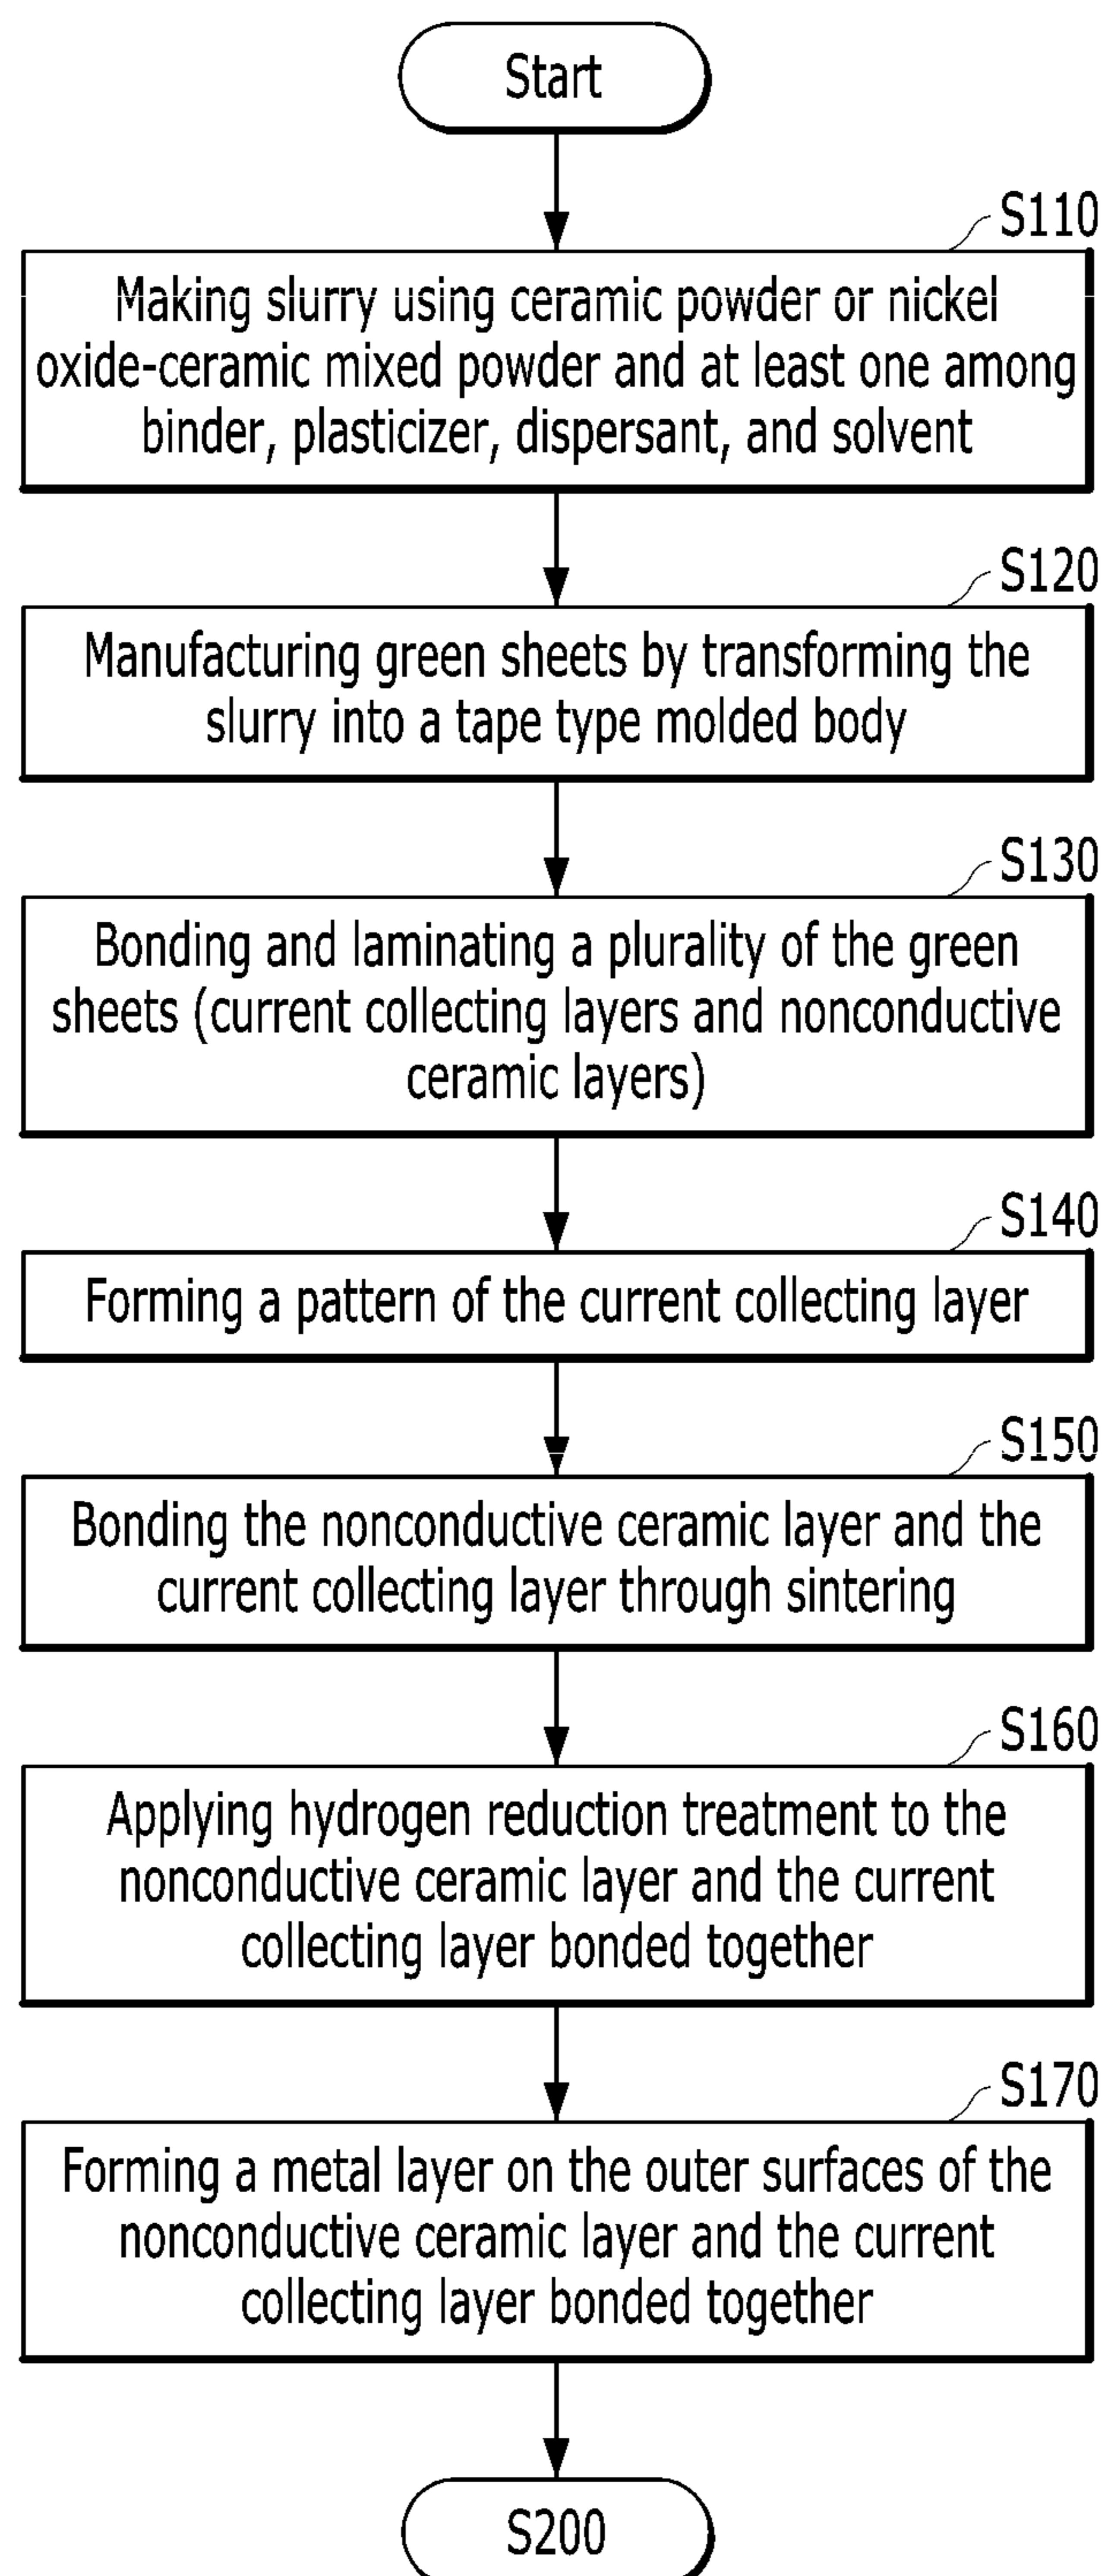 Start
S110
Making slurry using ceramic powder or nickel
oxide-ceramic mixed powder and at least one among
binder, plasticizer, dispersant, and solvent
S120
Manufacturing green sheets by transforming the
slurry into a tape type molded body
S130
Bonding and laminating a plurality of the green
sheets (current collecting layers and nonconductive
ceramic layers)
S140
Forming a pattern of the current collecting layer
S150
Bonding the nonconductive ceramic layer and the
current collecting layer through sintering
S160
Applying hydrogen reduction treatment to the
nonconductive ceramic layer and the current
collecting layer bonded together
S170
Forming a metal layer on the outer surfaces of the
nonconductive ceramic layer and the current
collecting layer bonded together
S200